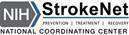 NIH StrokeNet
PREVENTION | TREATMENT | RECOVERY
NATIONAL COORDINATING CENTER